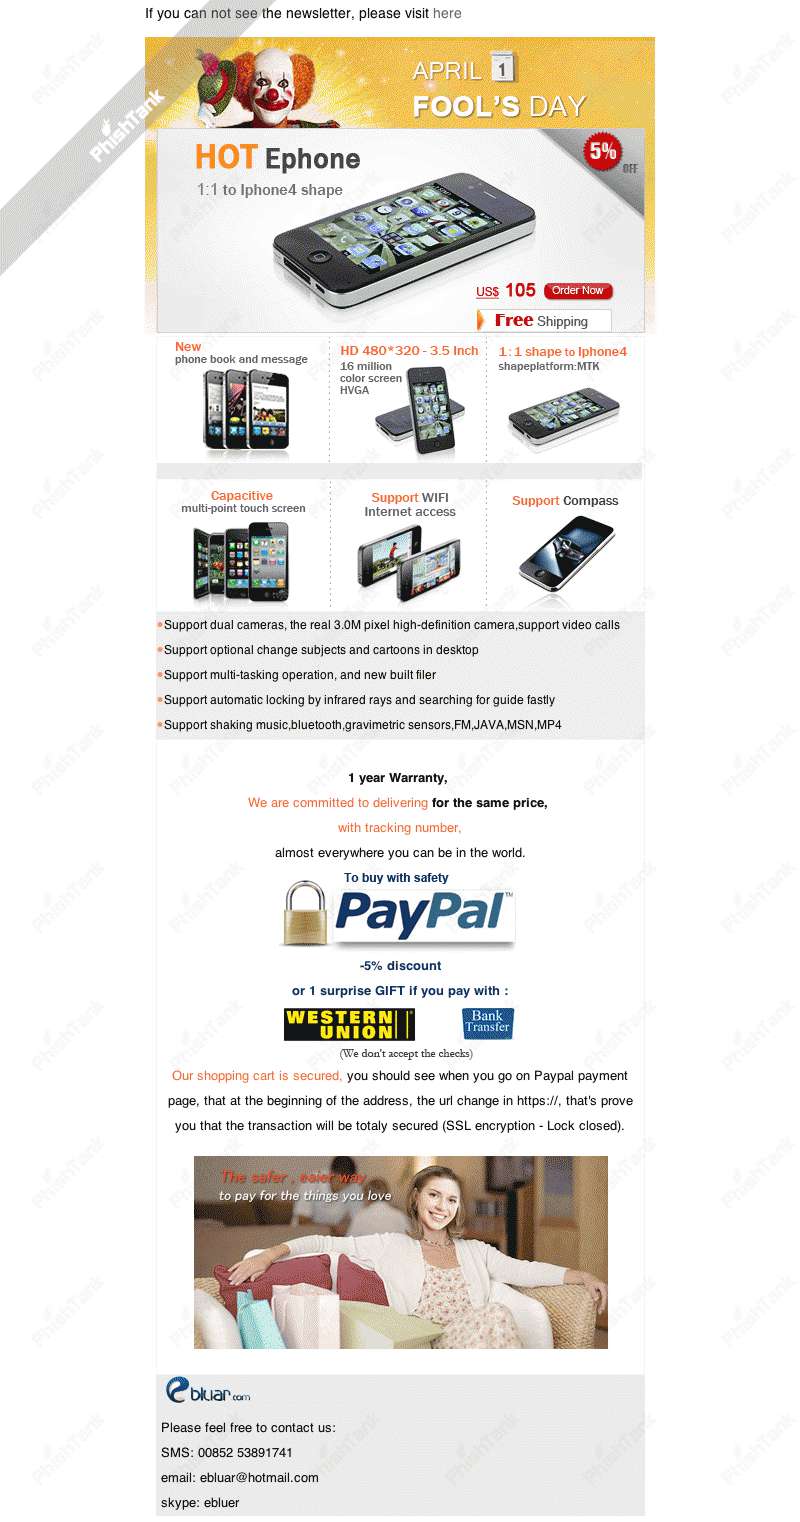 If you can not see the newsletter, please visit here
PhishTank
APRIL 1
FOOL'S DAY
HOT Ephone
5% OFF
1:1 to Iphone4 shape
US$ 105 Order Now
Free Shipping
New
phone book and message
HD 480*320 - 3.5 Inch
16 million
color screen
HVGA
1:1 shape to Iphone4
shapeplatform:MTK
Capacitive
multi-point touch screen
Support WIFI
Internet access
Support Compass
Support dual cameras, the real 3.0M pixel high-definition camera,support video calls
Support optional change subjects and cartoons in desktop
Support multi-tasking operation, and new built filer
Support automatic locking by infrared rays and searching for guide fastly
Support shaking music,bluetooth,gravimetric sensors,FM,JAVA,MSN,MP4
1 year Warranty,
We are committed to delivering for the same price,
with tracking number,
almost everywhere you can be in the world.
To buy with safety
PayPal™
-5% discount
or 1 surprise GIFT if you pay with :
WESTERN UNION
Bank Transfer
(We don't accept the checks)
Our shopping cart is secured, you should see when you go on Paypal payment
page, that at the beginning of the address, the url change in https://, that's prove
you that the transaction will be totaly secured (SSL encryption - Lock closed).
The safer , eaier way
to pay for the things you love
ebluar.com
Please feel free to contact us:
SMS: 00852 53891741
email: ebluar@hotmail.com
skype: ebluer